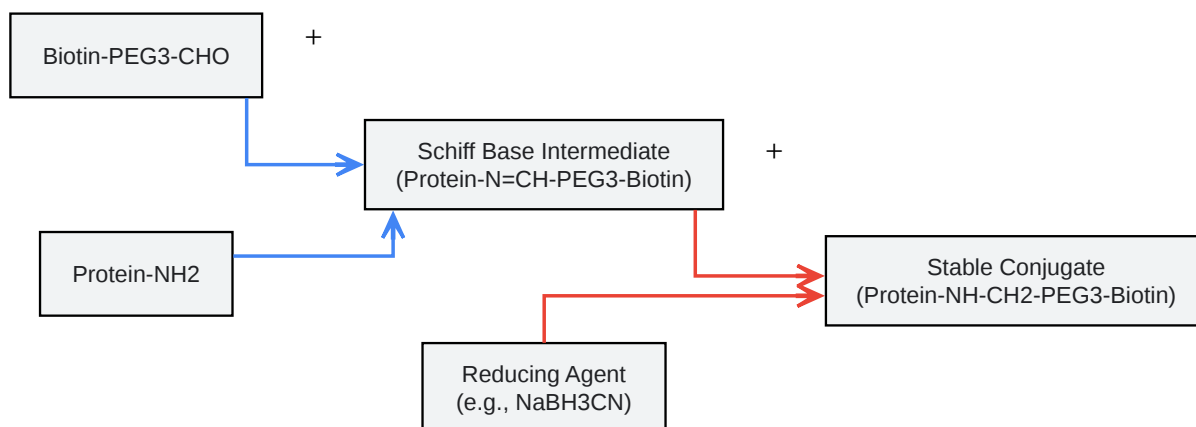 Biotin-PEG3-CHO
+
Schiff Base Intermediate
(Protein-N=CH-PEG3-Biotin)
+
Protein-NH2
Stable Conjugate
(Protein-NH-CH2-PEG3-Biotin)
Reducing Agent
(e.g., NaBH3CN)